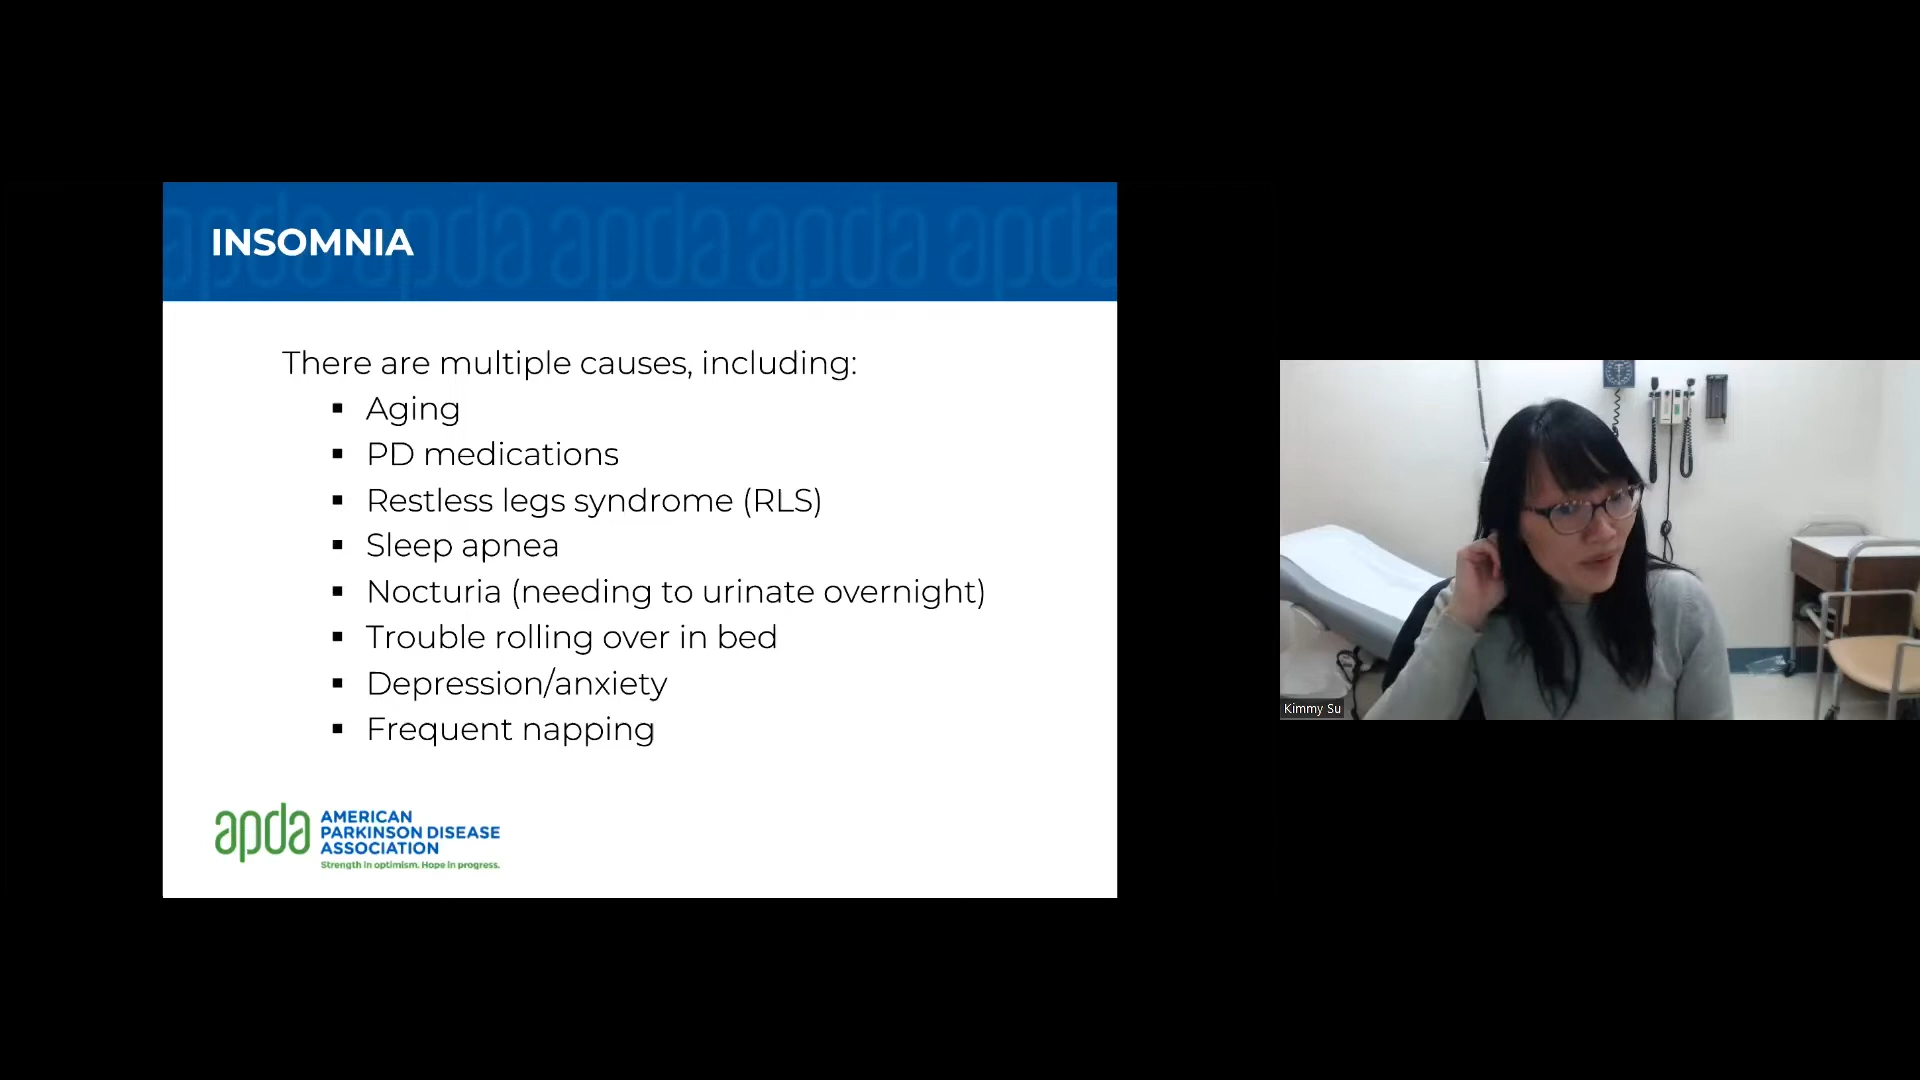 INSOMNIA
There are multiple causes, including:
▪ Aging
▪ PD medications
▪ Restless legs syndrome (RLS)
▪ Sleep apnea
▪ Nocturia (needing to urinate overnight)
▪ Trouble rolling over in bed
▪ Depression/anxiety
▪ Frequent napping
apda
AMERICAN
PARKINSON DISEASE
ASSOCIATION
Strength in optimism. Hope in progress.
Kimmy Su